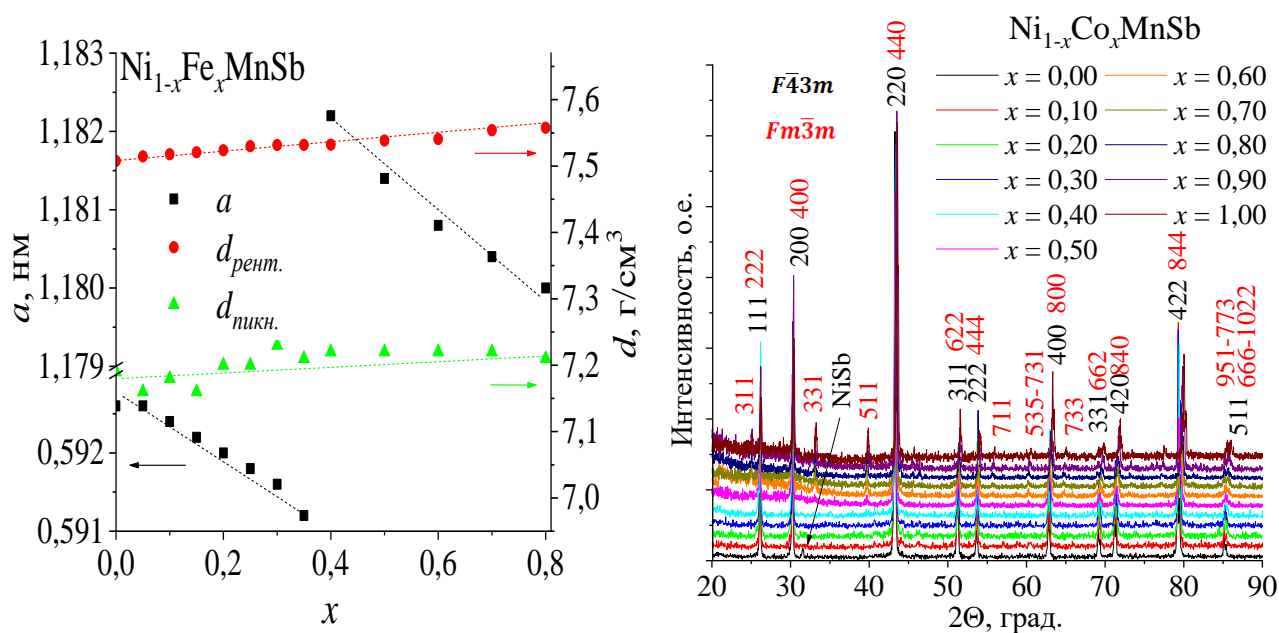 Ni1-xFexMnSb
a, нм
1,183
1,182
1,181
1,180
1,179
0,592
0,591
a
dрент.
dпикн.
d, г/см3
7,6
7,5
7,4
7,3
7,2
7,1
7,0
0,0 0,2 0,4 0,6 0,8
x
Ni1-xCoxMnSb
F4̅3m
Fm3̅m
x = 0,00
x = 0,10
x = 0,20
x = 0,30
x = 0,40
x = 0,50
x = 0,60
x = 0,70
x = 0,80
x = 0,90
x = 1,00
Интенсивность, о.е.
311
111 222
200 400
331
NiSb
511
220 440
311 622
222 444
711
535-731
400 800
733
331 662
420 840
422 844
511
951-773
666-1022
20 30 40 50 60 70 80 90
2Θ, град.